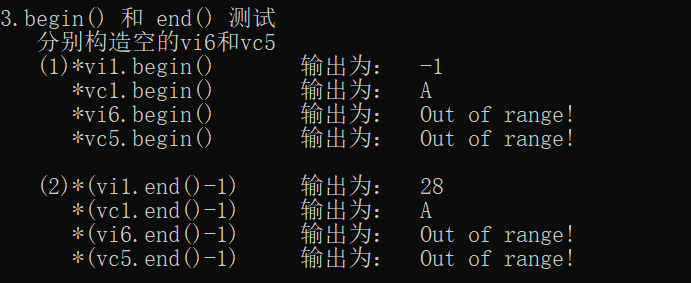 3.begin() 和 end() 测试
分别构造空的vi6和vc5
(1)*vi1.begin() 输出为: -1
*vc1.begin() 输出为: A
*vi6.begin() 输出为: Out of range!
*vc5.begin() 输出为: Out of range!
(2)*(vi1.end()-1) 输出为: 28
*(vc1.end()-1) 输出为: A
*(vi6.end()-1) 输出为: Out of range!
*(vc5.end()-1) 输出为: Out of range!